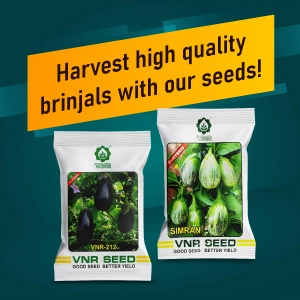 Harvest high quality
brinjals with our seeds!
VNR-212
VNR SEED
GOOD SEED BETTER YIELD
SIMRAN
VNR SEED
GOOD SEED BETTER YIELD